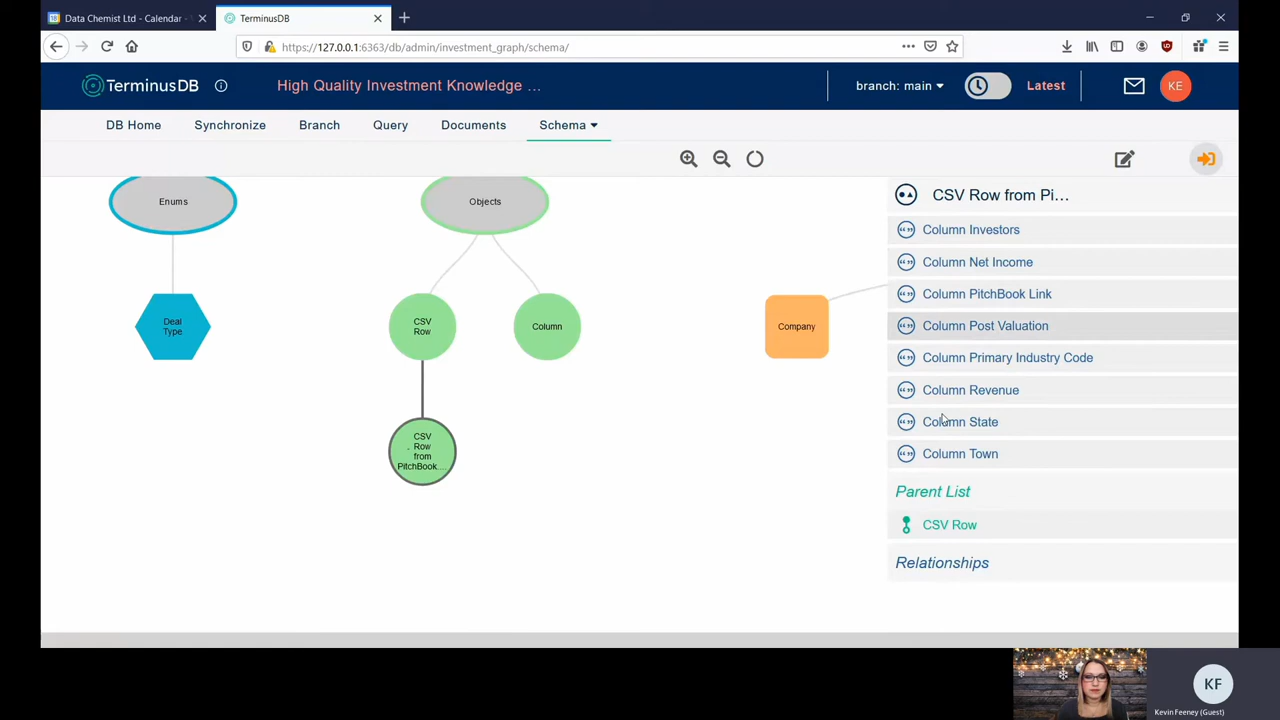 Data Chemist Ltd - Calendar -
TerminusDB
https://127.0.0.1:6363/db/admin/investment_graph/schema/
TerminusDB
High Quality Investment Knowledge ...
branch: main
Latest
KE
DB Home
Synchronize
Branch
Query
Documents
Schema
Enums
Objects
CSV Row from Pi...
Column Investors
Column Net Income
Column PitchBook Link
Column Post Valuation
Column Primary Industry Code
Column Revenue
Column State
Column Town
Parent List
CSV Row
Relationships
Deal
Type
CSV
Row
Column
Company
CSV
Row
from
PitchBook....
KF
Kevin Feeney (Guest)